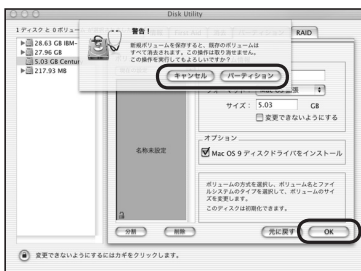 Disk Utility
1 ディスク と 0 ボリュー
28.63 GB IBM-
27.96 GB
5.03 GB Centur
217.93 MB
警告！
新規ボリュームを保存すると、既存のボリュームは
すべて消去されます。この操作は取り消せません。
この操作を実行してもよろしいですか？
キャンセル
パーティション
RAID
サイズ：
5.03
GB
変更できないようにする
名称未設定
オプション
Mac OS 9 ディスクドライバをインストール
ボリュームの方式を選択し、ボリューム名とファイ
ルシステムのタイプを選択して、ボリュームのサイ
ズを変更します。
このディスクは初期化できます。
分割
削除
元に戻す
OK
変更できないようにするにはカギをクリックします。